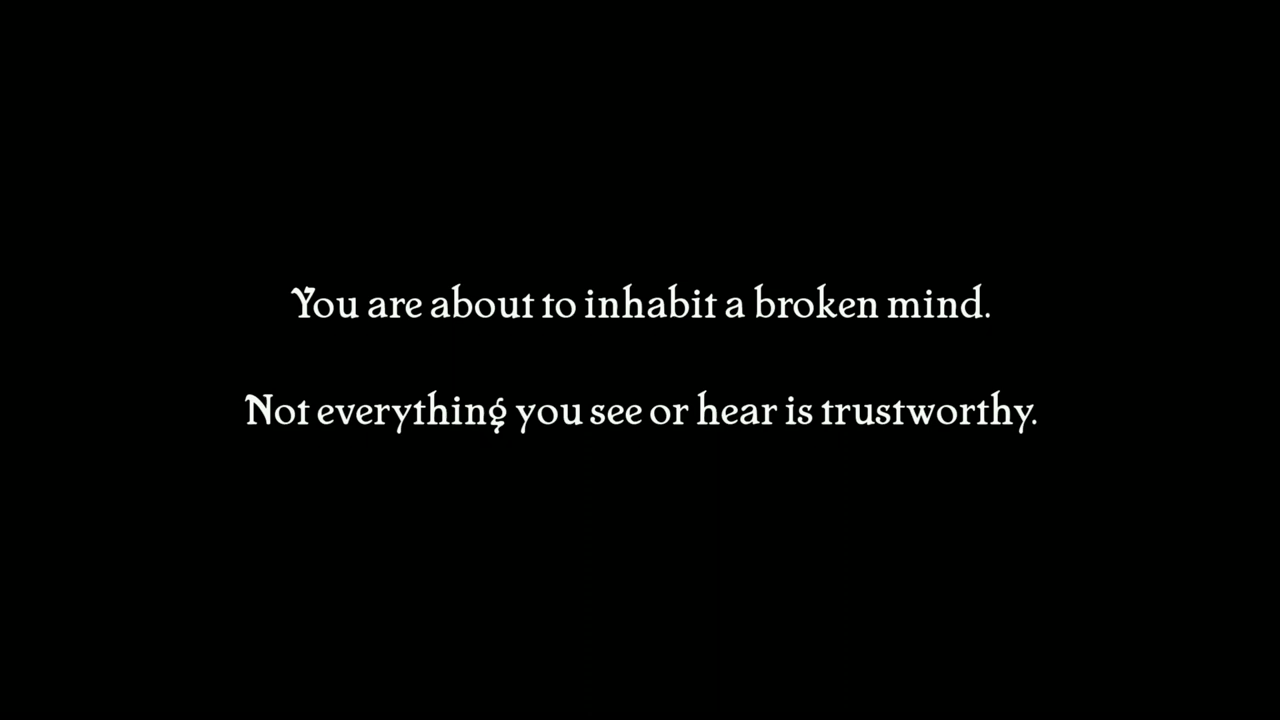 You are about to inhabit a broken mind.
Not everything you see or hear is trustworthy.